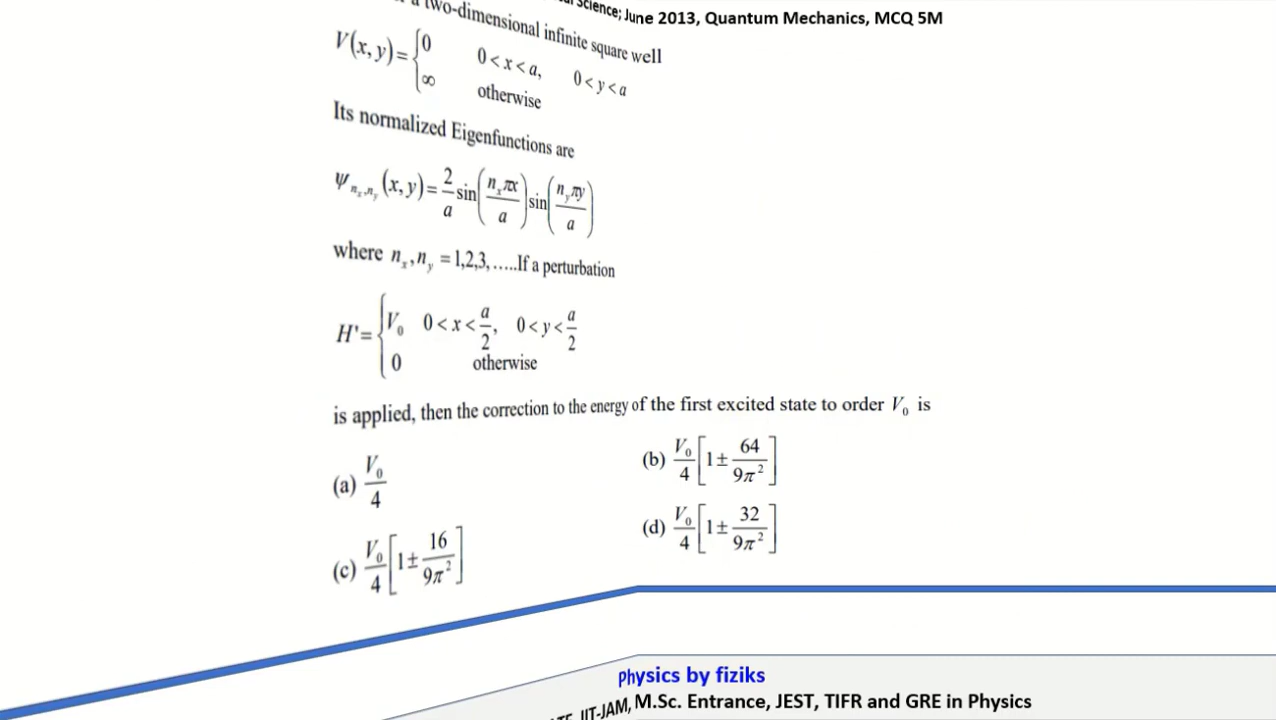 Science; June 2013, Quantum Mechanics, MCQ 5M
a two-dimensional infinite square well
V(x, y) = { 0 0 < x < a, 0 < y < a
∞ otherwise
Its normalized Eigenfunctions are
ψ_{n_x,n_y}(x, y) = 2/a sin(n_xπx/a) sin(n_yπy/a)
where n_x, n_y = 1,2,3, .....If a perturbation
H' = { V_0 0 < x < a/2, 0 < y < a/2
0 otherwise
is applied, then the correction to the energy of the first excited state to order V_0 is
(a) V_0/4
(b) V_0/4 [1 ± 64/9π²]
(c) V_0/4 [1 ± 16/9π²]
(d) V_0/4 [1 ± 32/9π²]
physics by fiziks
IIT-JAM, M.Sc. Entrance, JEST, TIFR and GRE in Physics